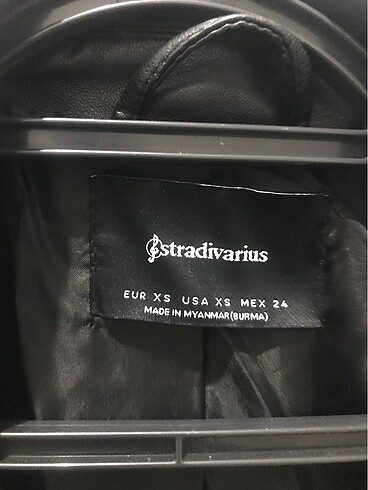 stradivarius
EUR XS USA XS MEX 24
MADE IN MYANMAR(BURMA)